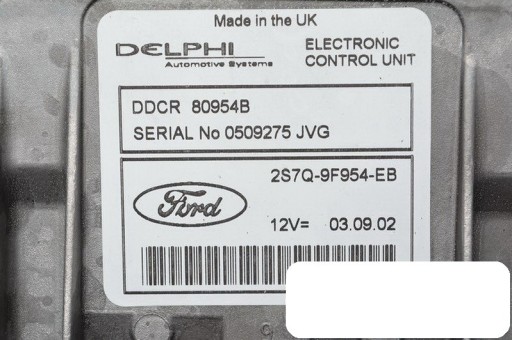 Made in the UK
DELPHI
Automotive Systems
ELECTRONIC
CONTROL UNIT
DDCR 80954B
SERIAL No 0509275 JVG
2S7Q-9F954-EB
Ford
12V= 03.09.02